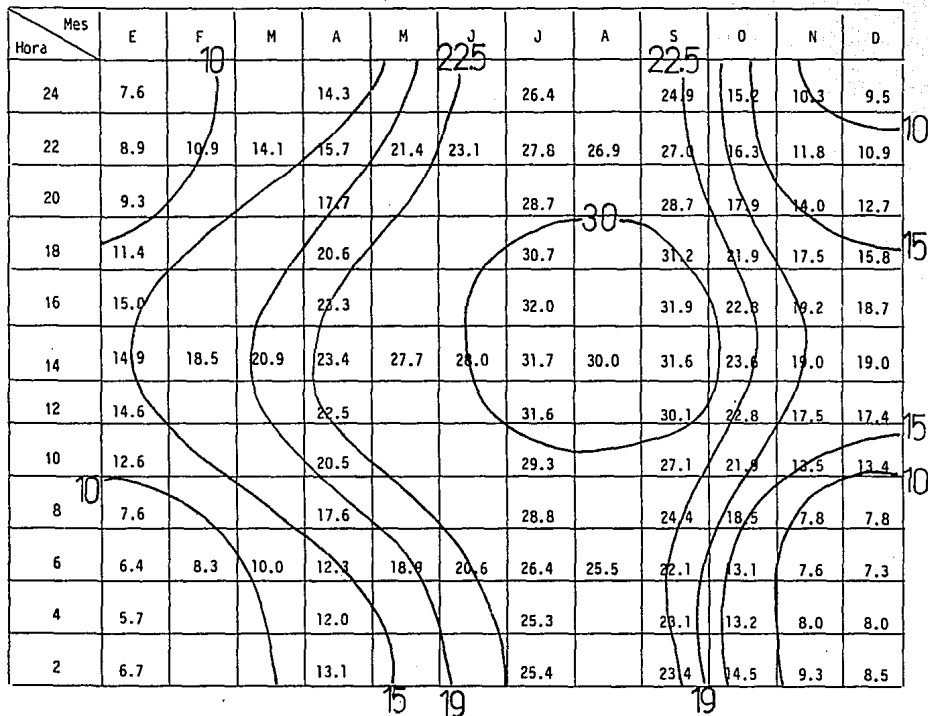 Mes
Hora E F M A M J J A S O N D
10 22.5 22.5
24 7.6 14.3 26.4 24.9 15.2 10.3 9.5
10
22 8.9 10.9 14.1 15.7 21.4 23.1 27.8 26.9 27.0 16.3 11.8 10.9
20 9.3 17.7 28.7 28.7 17.9 14.0 12.7
30
15
18 11.4 20.6 30.7 31.2 21.9 17.5 15.8
16 15.0 23.3 32.0 31.9 22.8 19.2 18.7
14 14.9 18.5 20.9 23.4 27.7 28.0 31.7 30.0 31.6 23.6 19.0 19.0
12 14.6 22.5 31.6 30.1 22.8 17.5 17.4
15
10 12.6 20.5 29.3 27.1 21.9 13.5 13.4
10 10
8 7.6 17.6 28.8 24.4 18.5 7.8 7.8
6 6.4 8.3 10.0 12.3 18.9 20.6 26.4 25.5 22.1 13.1 7.6 7.3
4 5.7 12.0 25.3 23.1 13.2 8.0 8.0
2 6.7 13.1 25.4 23.4 14.5 9.3 8.5
15 19 19